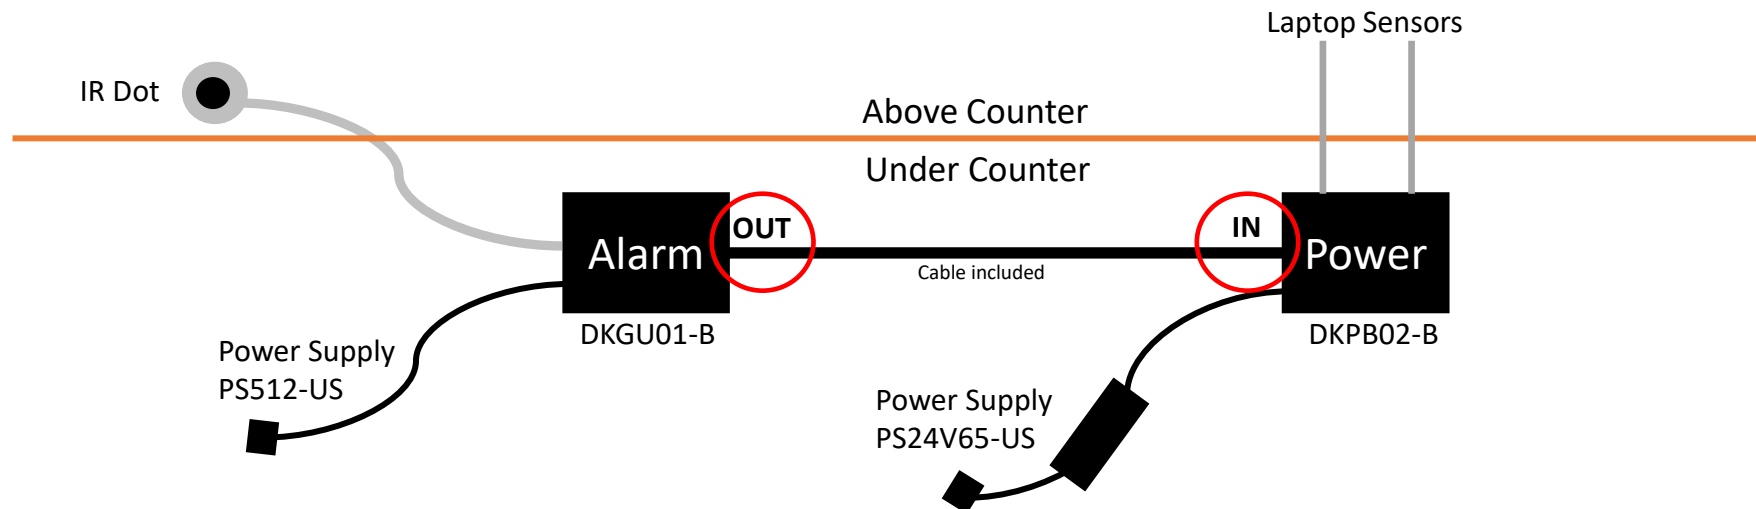 Laptop Sensors
IR Dot
Above Counter
Under Counter
Alarm
OUT
IN
Power
Cable included
DKGU01-B
DKPB02-B
Power Supply
PS512-US
Power Supply
PS24V65-US